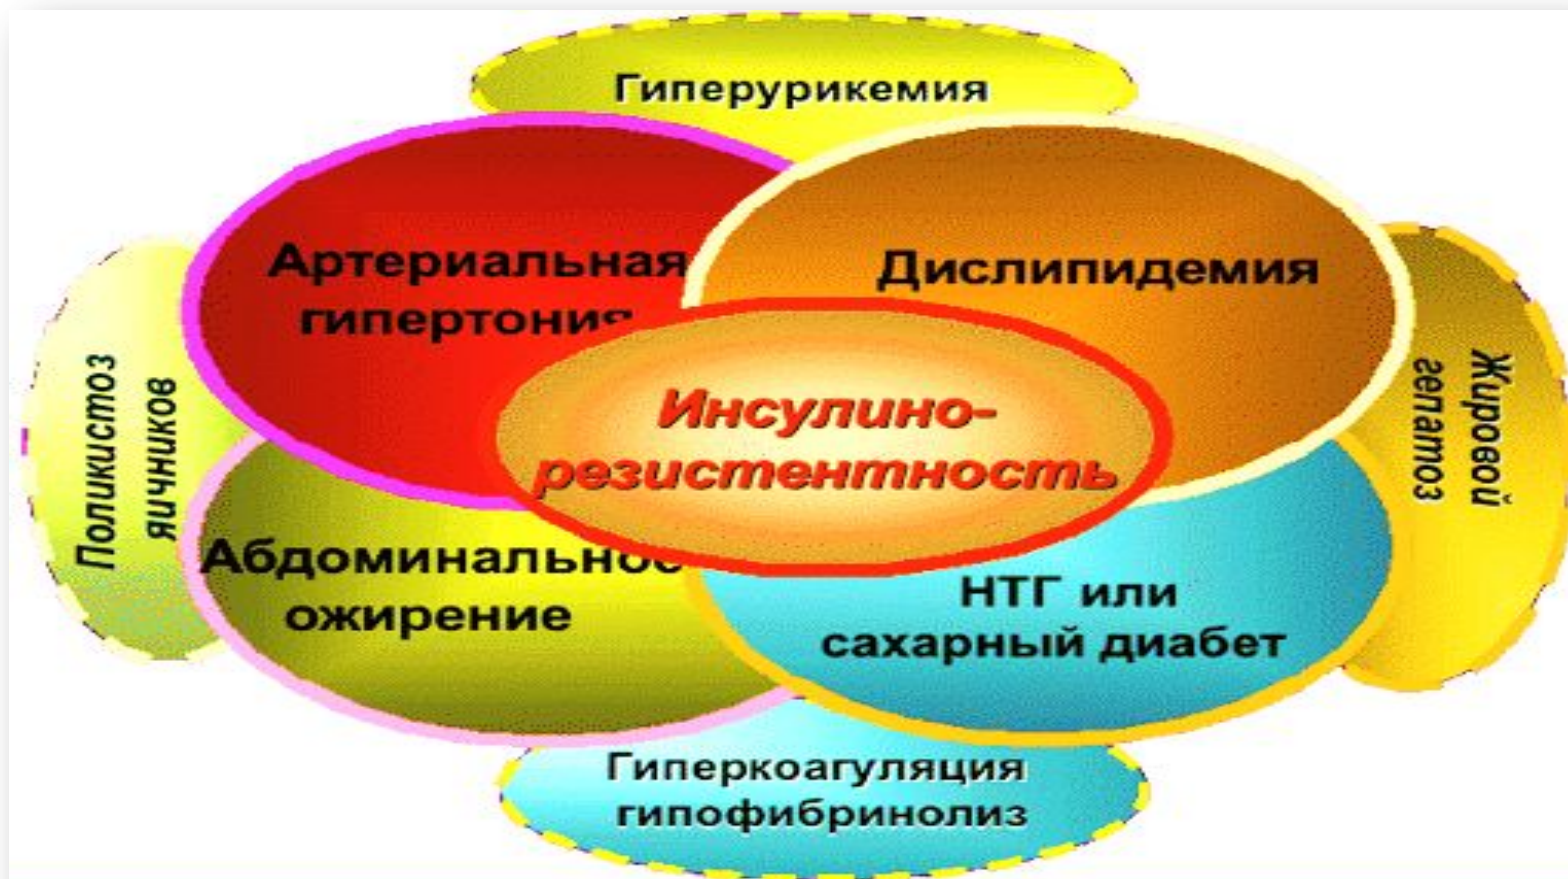 Гиперурикемия
Артериальная
гипертония
Дислипидемия
Поликистоз
яичников
Инсулино-
резистентность
Жировой
гепатоз
Абдоминальное
ожирение
НТГ или
сахарный диабет
Гиперкоагуляция
гипофибринолиз